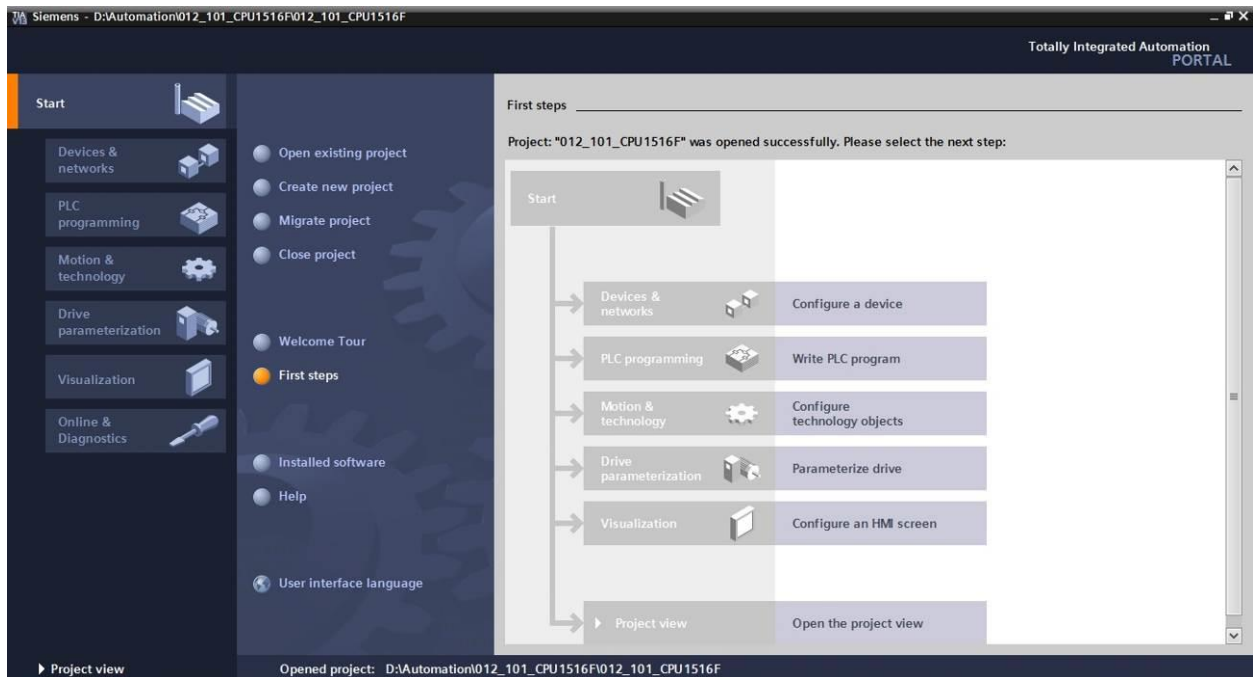 Siemens - D:\Automation\012_101_CPU1516F\012_101_CPU1516F
Totally Integrated Automation
PORTAL
Start
Devices &
networks
PLC
programming
Motion &
technology
Drive
parameterization
Visualization
Online &
Diagnostics
Open existing project
Create new project
Migrate project
Close project
Welcome Tour
First steps
Installed software
Help
User interface language
First steps
Project: "012_101_CPU1516F" was opened successfully. Please select the next step:
Start
Devices &
networks
Configure a device
PLC programming
Write PLC program
Motion &
technology
Configure
technology objects
Drive
parameterization
Parameterize drive
Visualization
Configure an HMI screen
Project view
Open the project view
Project view
Opened project: D:\Automation\012_101_CPU1516F\012_101_CPU1516F